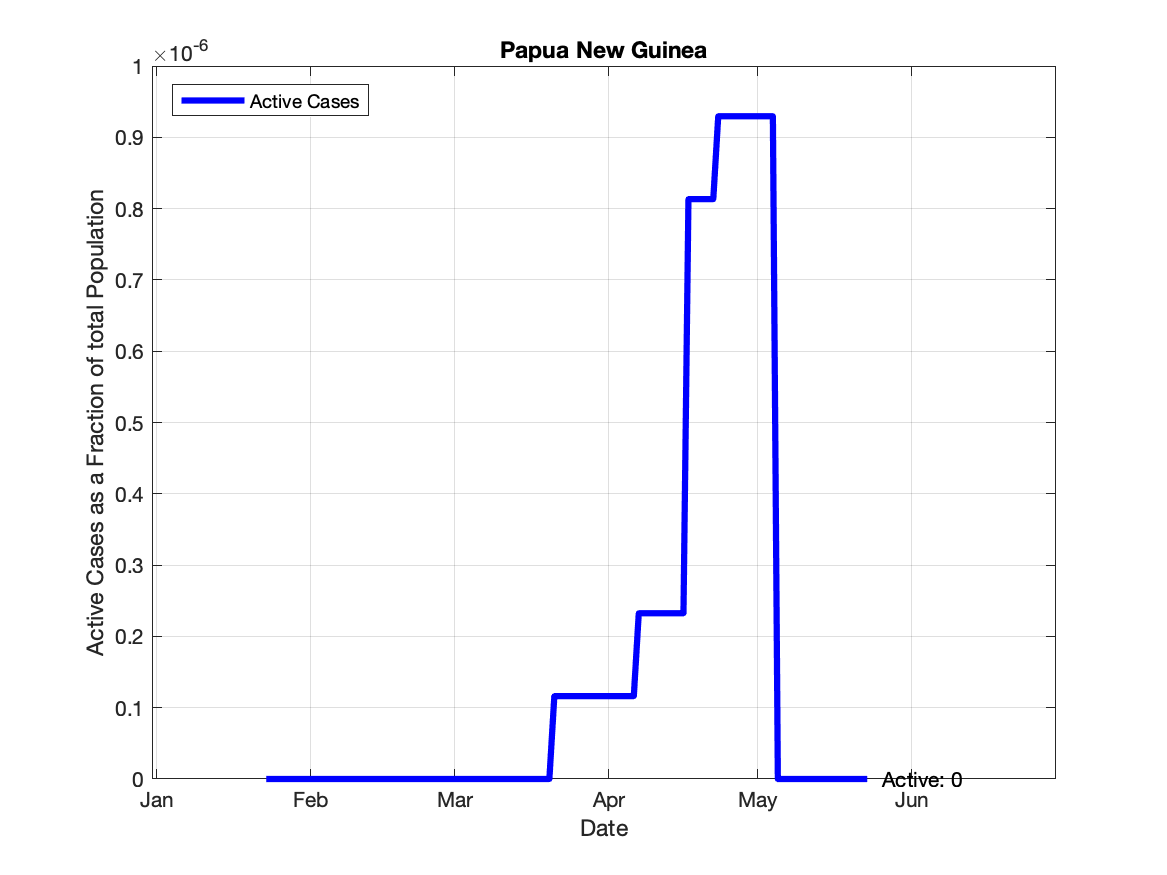 Papua New Guinea
×10-6
Active Cases
1
0.9
0.8
0.7
0.6
0.5
0.4
0.3
0.2
0.1
0
Active Cases as a Fraction of total Population
Active: 0
Jan Feb Mar Apr May Jun
Date